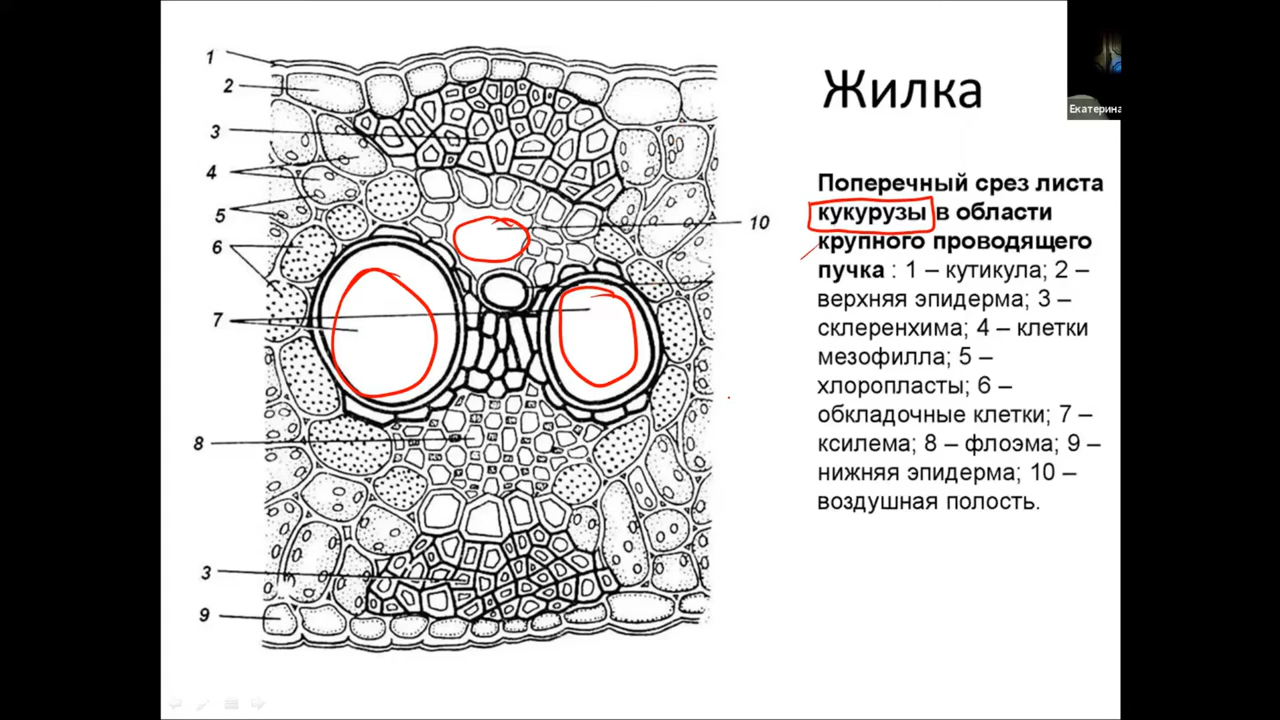 Жилка
Екатерина
Поперечный срез листа
кукурузы в области
крупного проводящего
пучка : 1 – кутикула; 2 –
верхняя эпидерма; 3 –
склеренхима; 4 – клетки
мезофилла; 5 –
хлоропласты; 6 –
обкладочные клетки; 7 –
ксилема; 8 – флоэма; 9 –
нижняя эпидерма; 10 –
воздушная полость.
1
2
3
4
5
6
10
7
8
3
9